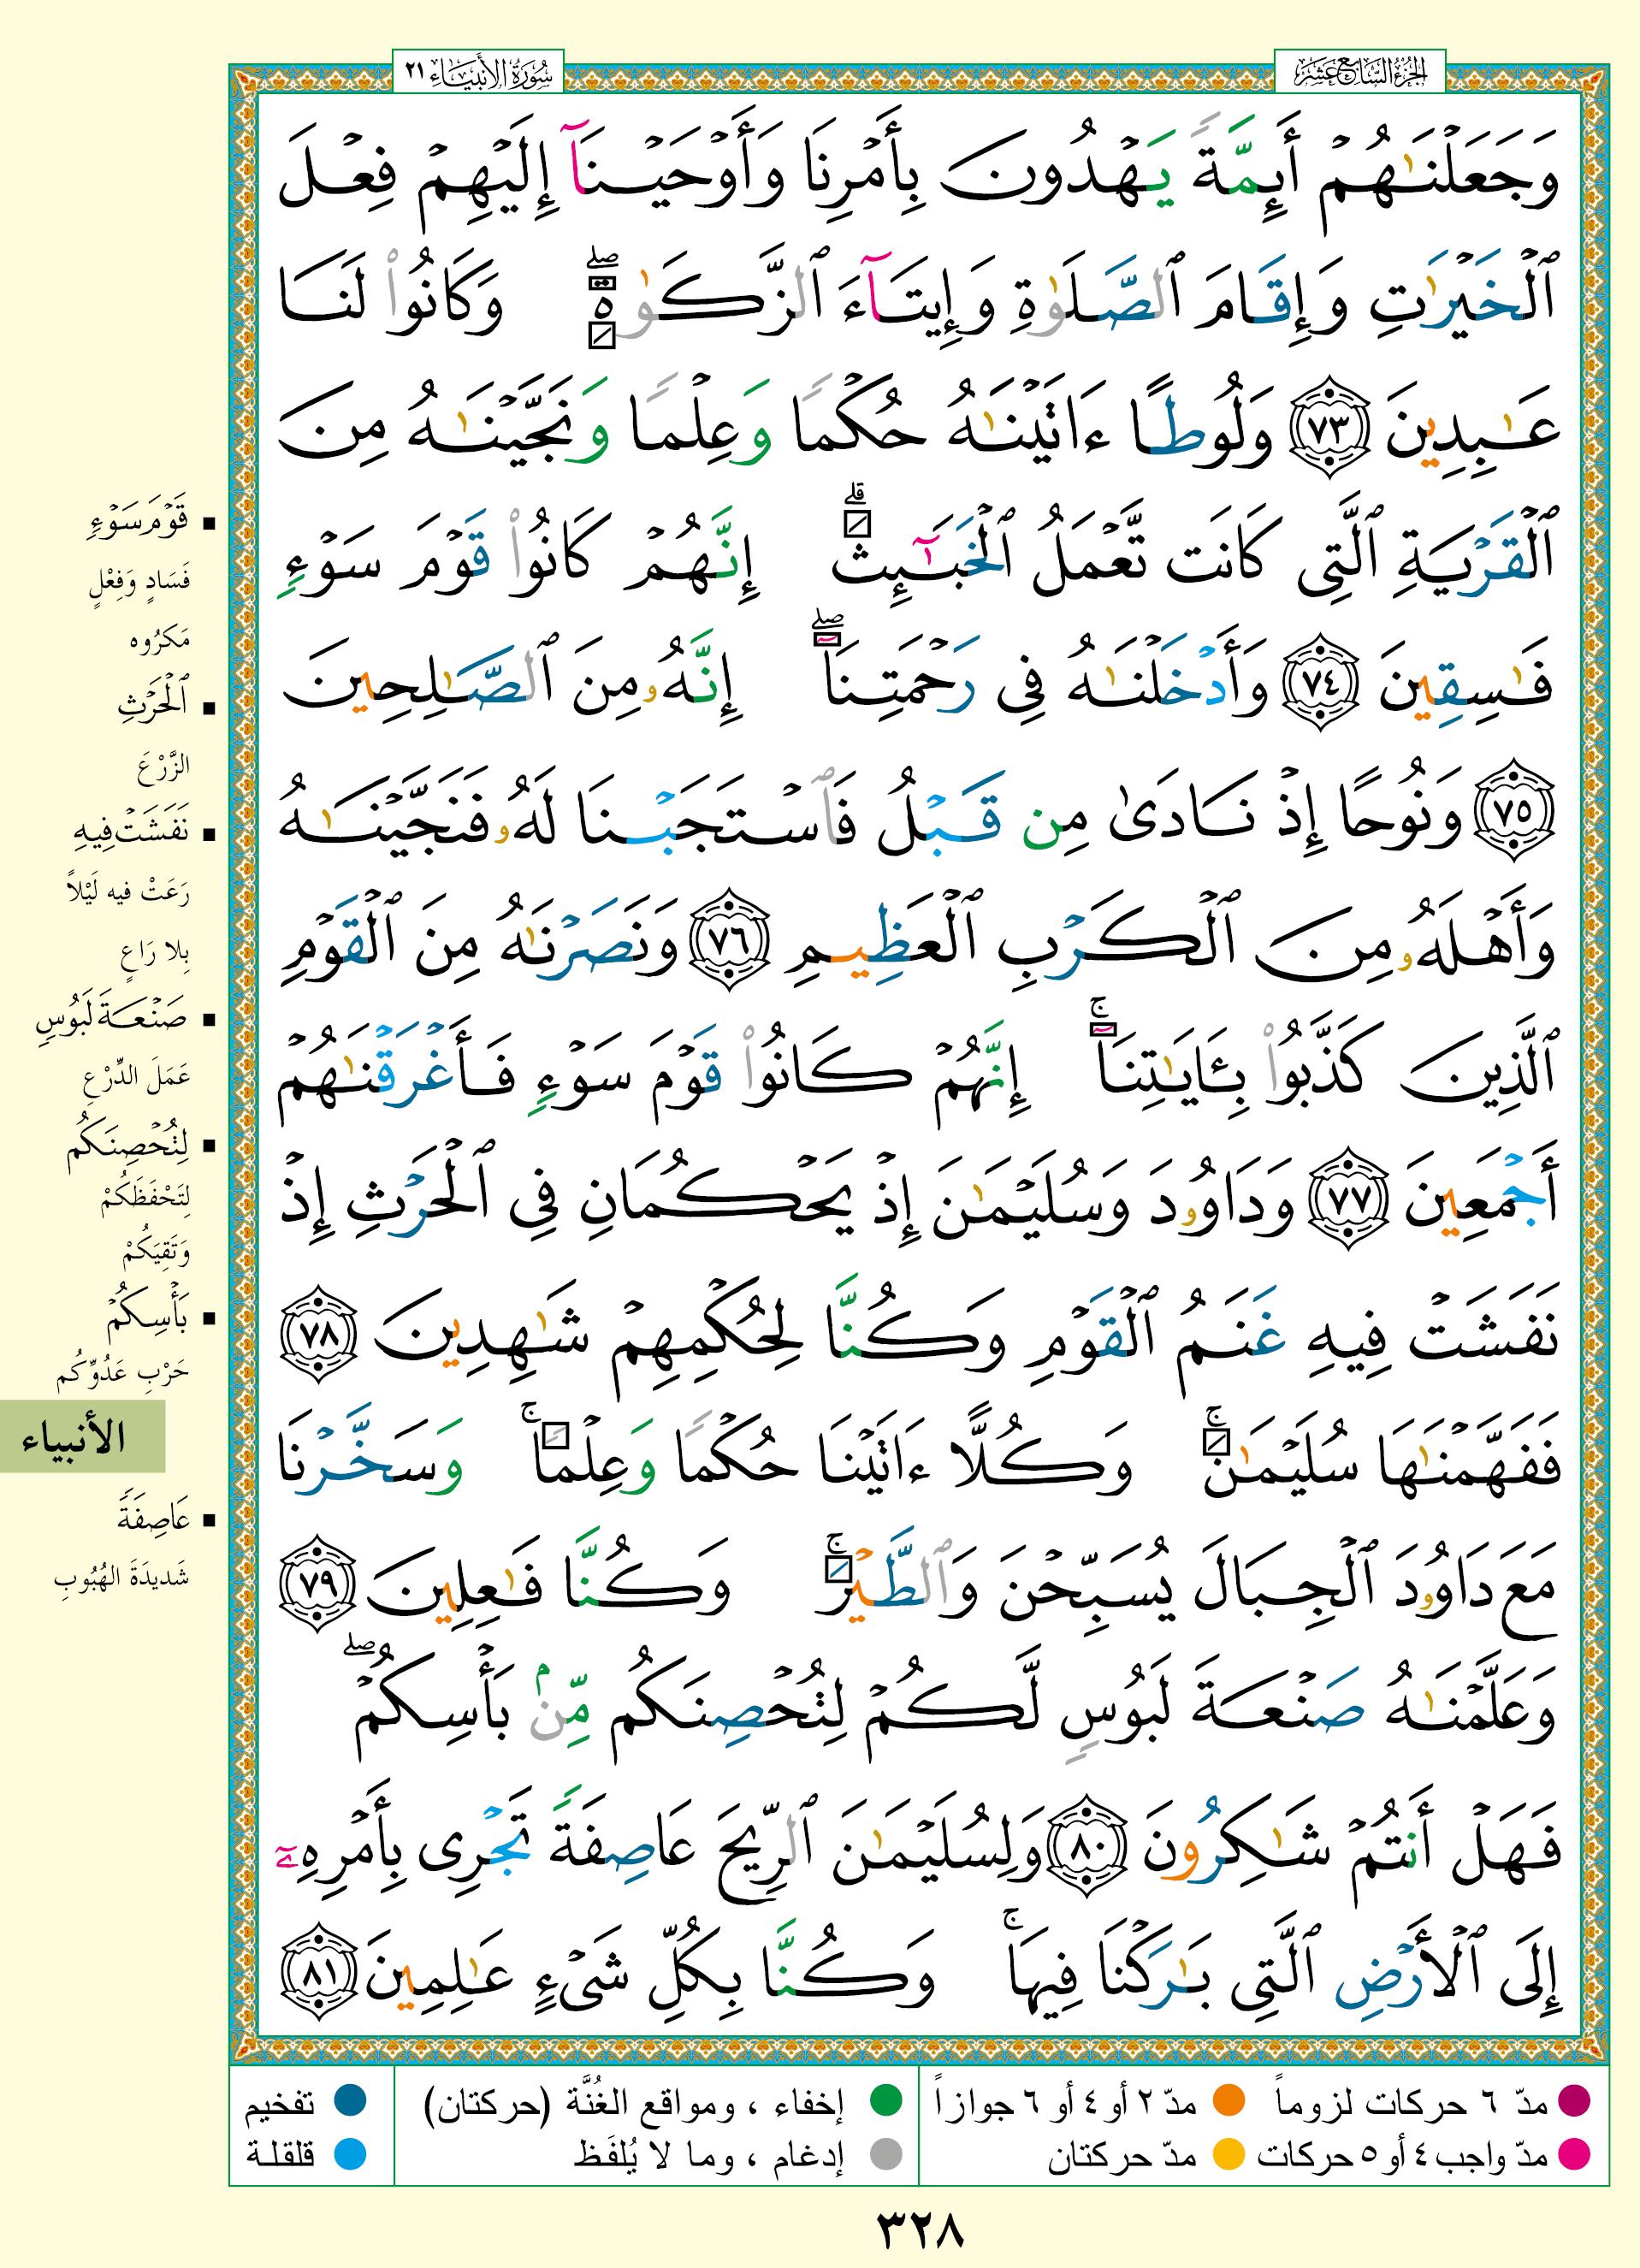 الجزء السابع عشر
سورة الأنبياء ٢١
وَجَعَلْنَٰهُمْ أَئِمَّةً يَهْدُونَ بِأَمْرِنَا وَأَوْحَيْنَآ إِلَيْهِمْ فِعْلَ
ٱلْخَيْرَٰتِ وَإِقَامَ ٱلصَّلَوٰةِ وَإِيتَآءَ ٱلزَّكَوٰةِ ۖ وَكَانُوا۟ لَنَا
عَٰبِدِينَ ٧٣ وَلُوطًا ءَاتَيْنَٰهُ حُكْمًا وَعِلْمًا وَنَجَّيْنَٰهُ مِنَ
ٱلْقَرْيَةِ ٱلَّتِى كَانَت تَّعْمَلُ ٱلْخَبَٰٓئِثَ ۗ إِنَّهُمْ كَانُوا۟ قَوْمَ سَوْءٍ
فَٰسِقِينَ ٧٤ وَأَدْخَلْنَٰهُ فِى رَحْمَتِنَآ ۖ إِنَّهُۥ مِنَ ٱلصَّٰلِحِينَ
٧٥ وَنُوحًا إِذْ نَادَىٰ مِن قَبْلُ فَٱسْتَجَبْنَا لَهُۥ فَنَجَّيْنَٰهُ
وَأَهْلَهُۥ مِنَ ٱلْكَرْبِ ٱلْعَظِيمِ ٧٦ وَنَصَرْنَٰهُ مِنَ ٱلْقَوْمِ
ٱلَّذِينَ كَذَّبُوا۟ بِـَٔايَٰتِنَآ ۚ إِنَّهُمْ كَانُوا۟ قَوْمَ سَوْءٍ فَأَغْرَقْنَٰهُمْ
أَجْمَعِينَ ٧٧ وَدَاوُۥدَ وَسُلَيْمَٰنَ إِذْ يَحْكُمَانِ فِى ٱلْحَرْثِ إِذْ
نَفَشَتْ فِيهِ غَنَمُ ٱلْقَوْمِ وَكُنَّا لِحُكْمِهِمْ شَٰهِدِينَ ٧٨
فَفَهَّمْنَٰهَا سُلَيْمَٰنَ ۚ وَكُلًّا ءَاتَيْنَا حُكْمًا وَعِلْمًا ۚ وَسَخَّرْنَا
مَعَ دَاوُۥدَ ٱلْجِبَالَ يُسَبِّحْنَ وَٱلطَّيْرَ ۚ وَكُنَّا فَٰعِلِينَ ٧٩
وَعَلَّمْنَٰهُ صَنْعَةَ لَبُوسٍ لَّكُمْ لِتُحْصِنَكُم مِّنۢ بَأْسِكُمْ ۖ
فَهَلْ أَنتُمْ شَٰكِرُونَ ٨٠ وَلِسُلَيْمَٰنَ ٱلرِّيحَ عَاصِفَةً تَجْرِى بِأَمْرِهِۦٓ
إِلَى ٱلْأَرْضِ ٱلَّتِى بَٰرَكْنَا فِيهَا ۚ وَكُنَّا بِكُلِّ شَىْءٍ عَٰلِمِينَ ٨١
▪ قَوْمَ سَوْءٍ
فَسَادٍ وَفِعْلٍ
مَكرُوه
▪ ٱلْحَرْثِ
الزَّرْعَ
▪ نَفَشَتْ فِيهِ
رَعَتْ فيه لَيْلاً
بِلا رَاعٍ
▪ صَنْعَةَ لَبُوسٍ
عَمَلَ الدِّرْعِ
▪ لِتُحْصِنَكُم
لِتَحْفَظَكُمْ
وَتَقِيَكُمْ
▪ بَأْسِكُمْ
حَرْبِ عَدُوِّكُم
الأنبياء
▪ عَاصِفَةً
شَديدَةَ الهُبُوبِ
مدّ ٦ حركات لزوماً
مدّ ٢ أو ٤ أو ٦ جوازاً
إخفاء ، ومواقع الغُنَّة (حركتان)
تفخيم
مدّ واجب ٤ أو ٥ حركات
مدّ حركتان
إدغام ، وما لا يُلفَظ
قلقلة
٣٢٨